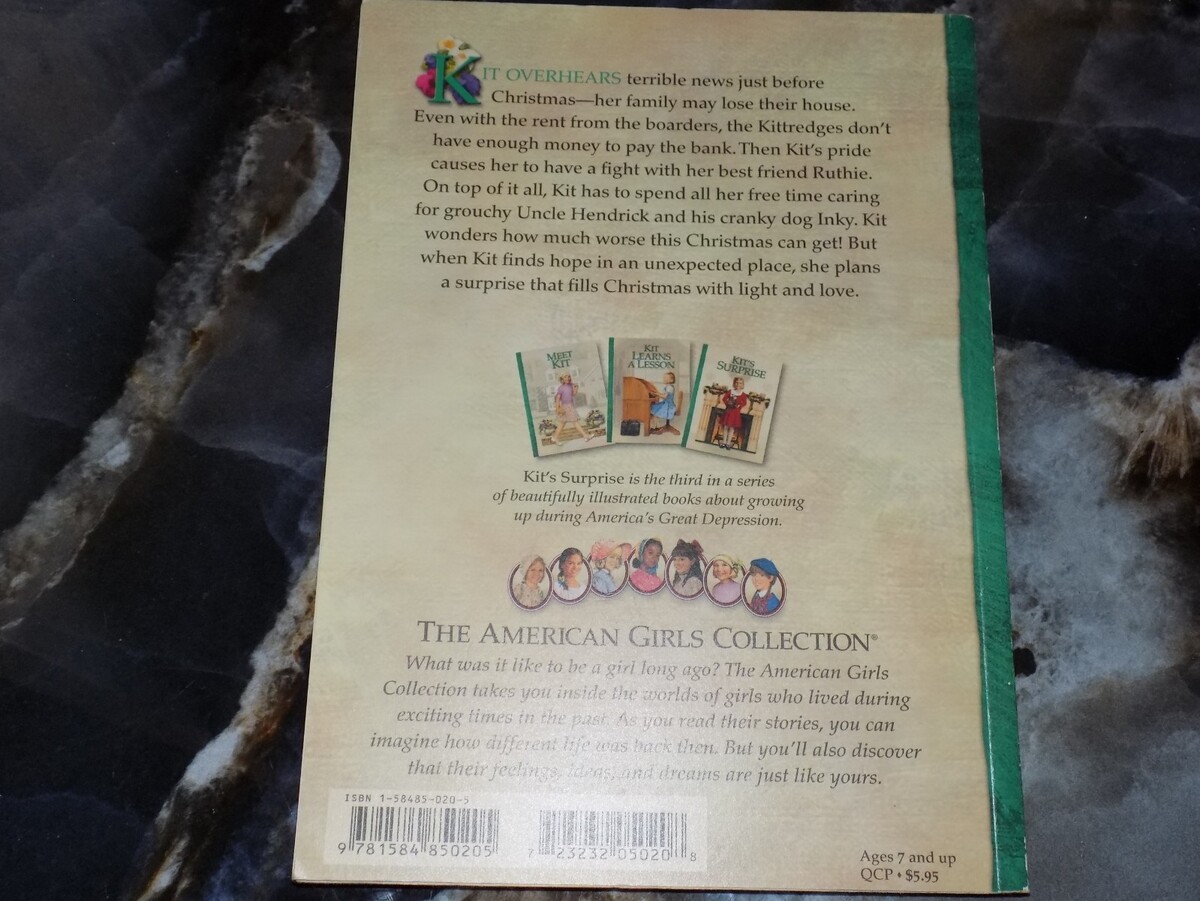 KIT OVERHEARS terrible news just before
Christmas—her family may lose their house.
Even with the rent from the boarders, the Kittredges don't
have enough money to pay the bank. Then Kit's pride
causes her to have a fight with her best friend Ruthie.
On top of it all, Kit has to spend all her free time caring
for grouchy Uncle Hendrick and his cranky dog Inky. Kit
wonders how much worse this Christmas can get! But
when Kit finds hope in an unexpected place, she plans
a surprise that fills Christmas with light and love.
MEET
KIT
KIT
LEARNS
A LESSON
KIT'S
SURPRISE
Kit's Surprise is the third in a series
of beautifully illustrated books about growing
up during America's Great Depression.
THE AMERICAN GIRLS COLLECTION®
What was it like to be a girl long ago? The American Girls
Collection takes you inside the worlds of girls who lived during
exciting times in the past. As you read their stories, you can
imagine how different life was back then. But you'll also discover
that their feelings, ideas, and dreams are just like yours.
ISBN 1-58485-020-5
9 781584 850205
7 23232 05020 8
Ages 7 and up
QCP • $5.95